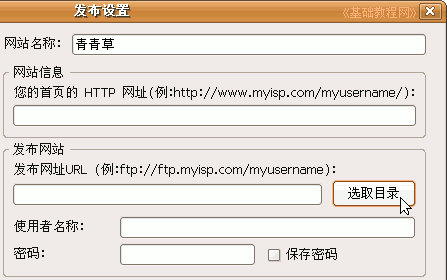 发布设置
《基础教程网》
网站名称: 青青草
网站信息
您的首页的 HTTP 网址(例:http://www.myisp.com/myusername/):
发布网站
发布网址URL (例:ftp://ftp.myisp.com/myusername):
选取目录
使用者名称:
密码:
保存密码